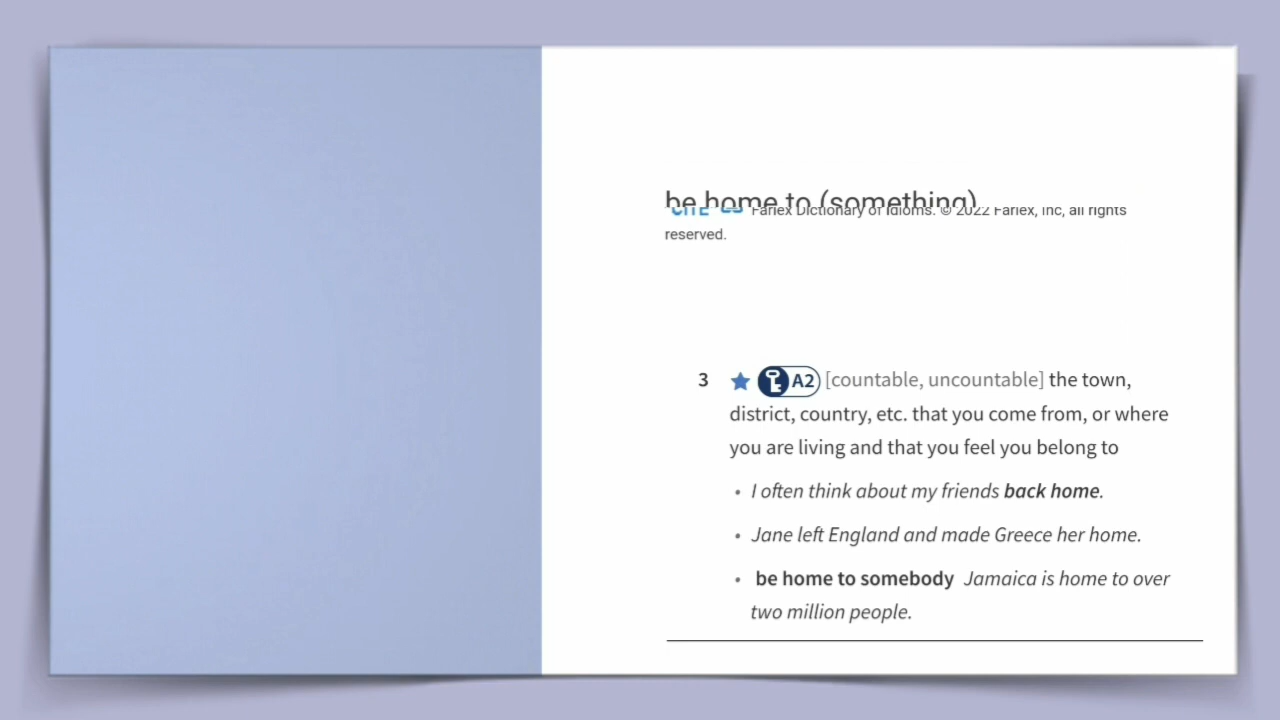 be home to (something)
Farlex Dictionary of Idioms. © 2022 Farlex, Inc, all rights
reserved.
3 A2 [countable, uncountable] the town,
district, country, etc. that you come from, or where
you are living and that you feel you belong to
• I often think about my friends back home.
• Jane left England and made Greece her home.
• be home to somebody Jamaica is home to over
two million people.